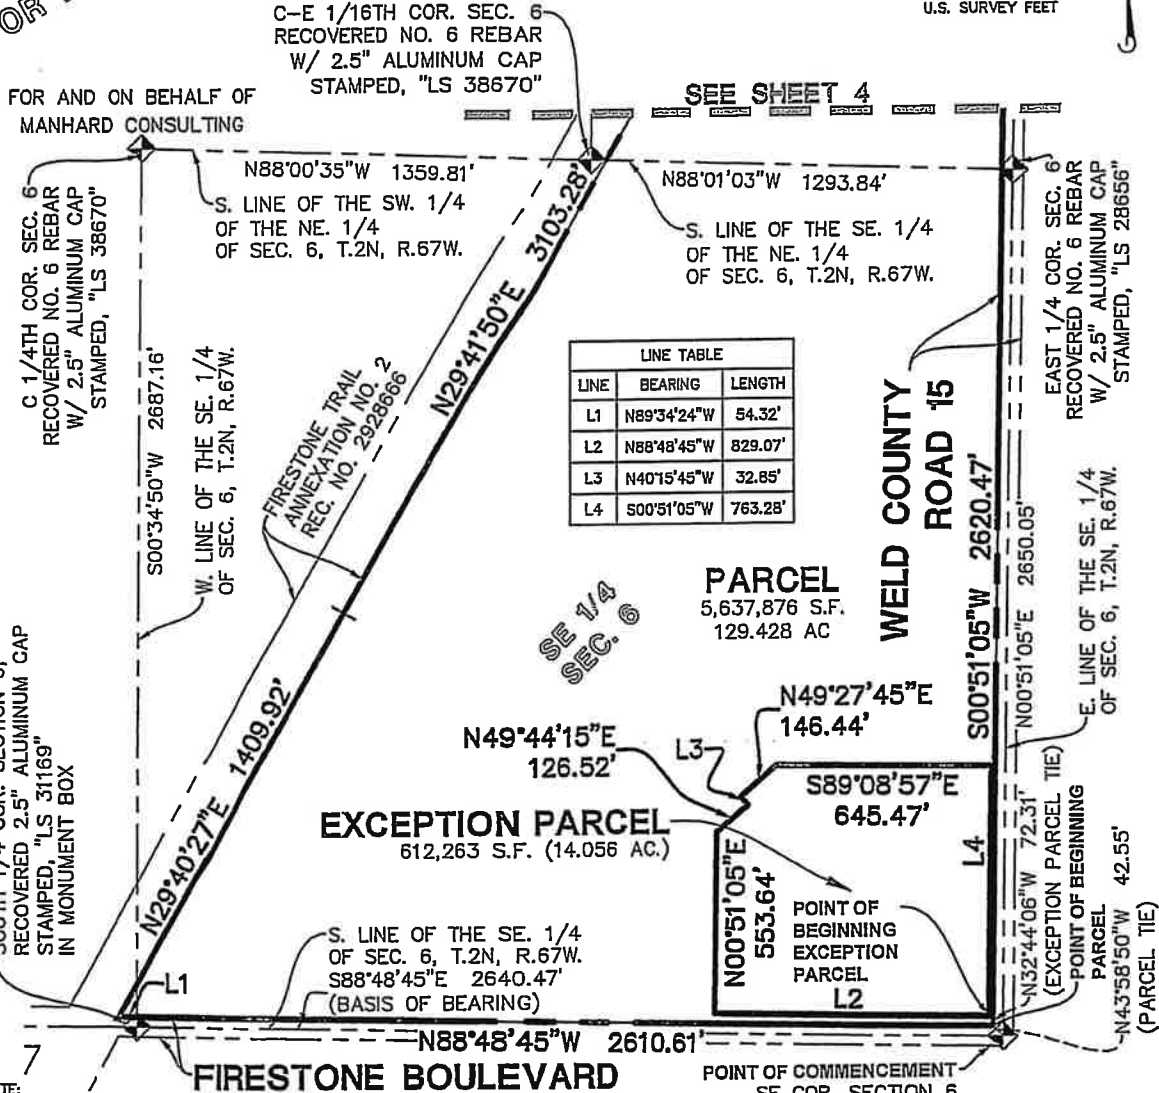 OR
C-E 1/16TH COR. SEC. 6
RECOVERED NO. 6 REBAR
W/ 2.5" ALUMINUM CAP
STAMPED, "LS 38670"
U.S. SURVEY FEET
FOR AND ON BEHALF OF
MANHARD CONSULTING
SEE SHEET 4
N88°00'35"W 1359.81'
N88°01'03"W 1293.84'
S. LINE OF THE SW. 1/4
OF THE NE. 1/4
OF SEC. 6, T.2N, R.67W.
S. LINE OF THE SE. 1/4
OF THE NE. 1/4
OF SEC. 6, T.2N, R.67W.
C 1/4TH COR. SEC. 6
RECOVERED NO. 6 REBAR
W/ 2.5" ALUMINUM CAP
STAMPED, "LS 38670"
EAST 1/4 COR. SEC. 6
RECOVERED NO. 6 REBAR
W/ 2.5" ALUMINUM CAP
STAMPED, "LS 28656"
S00°34'50"W 2687.16'
W. LINE OF THE SE. 1/4
OF SEC. 6, T.2N, R.67W.
FIRESTONE TRAIL
ANNEXATION NO. 2
REC. NO. 2928666
N29°41'50"E 3103.28'
LINE TABLE
LINE BEARING LENGTH
L1 N89°34'24"W 54.32'
L2 N88°48'45"W 829.07'
L3 N40°15'45"W 32.85'
L4 S00°51'05"W 763.28'
WELD COUNTY
ROAD 15
S00°51'05"W 2620.47'
N00°51'05"E 2650.05'
E. LINE OF THE SE. 1/4
OF SEC. 6, T.2N, R.67W.
PARCEL
5,637,876 S.F.
129.428 AC
SE 1/4
SEC. 6
RECOVERED 2.5" ALUMINUM CAP
STAMPED, "LS 31169"
IN MONUMENT BOX
N29°40'27"E 1409.92'
N49°27'45"E
146.44'
N49°44'15"E
126.52'
L3
S89°08'57"E
645.47'
EXCEPTION PARCEL
612,263 S.F. (14.056 AC.)
N00°51'05"E
553.64'
L4
POINT OF
BEGINNING
EXCEPTION
PARCEL
L2
N32°44'06"W 72.31'
(EXCEPTION PARCEL TIE)
POINT OF BEGINNING
PARCEL
N43°58'50"W 42.55'
(PARCEL TIE)
L1
S. LINE OF THE SE. 1/4
OF SEC. 6, T.2N, R.67W.
S88°48'45"E 2640.47'
(BASIS OF BEARING)
N88°48'45"W 2610.61'
7
FIRESTONE BOULEVARD
POINT OF COMMENCEMENT
SE COR. SECTION 6